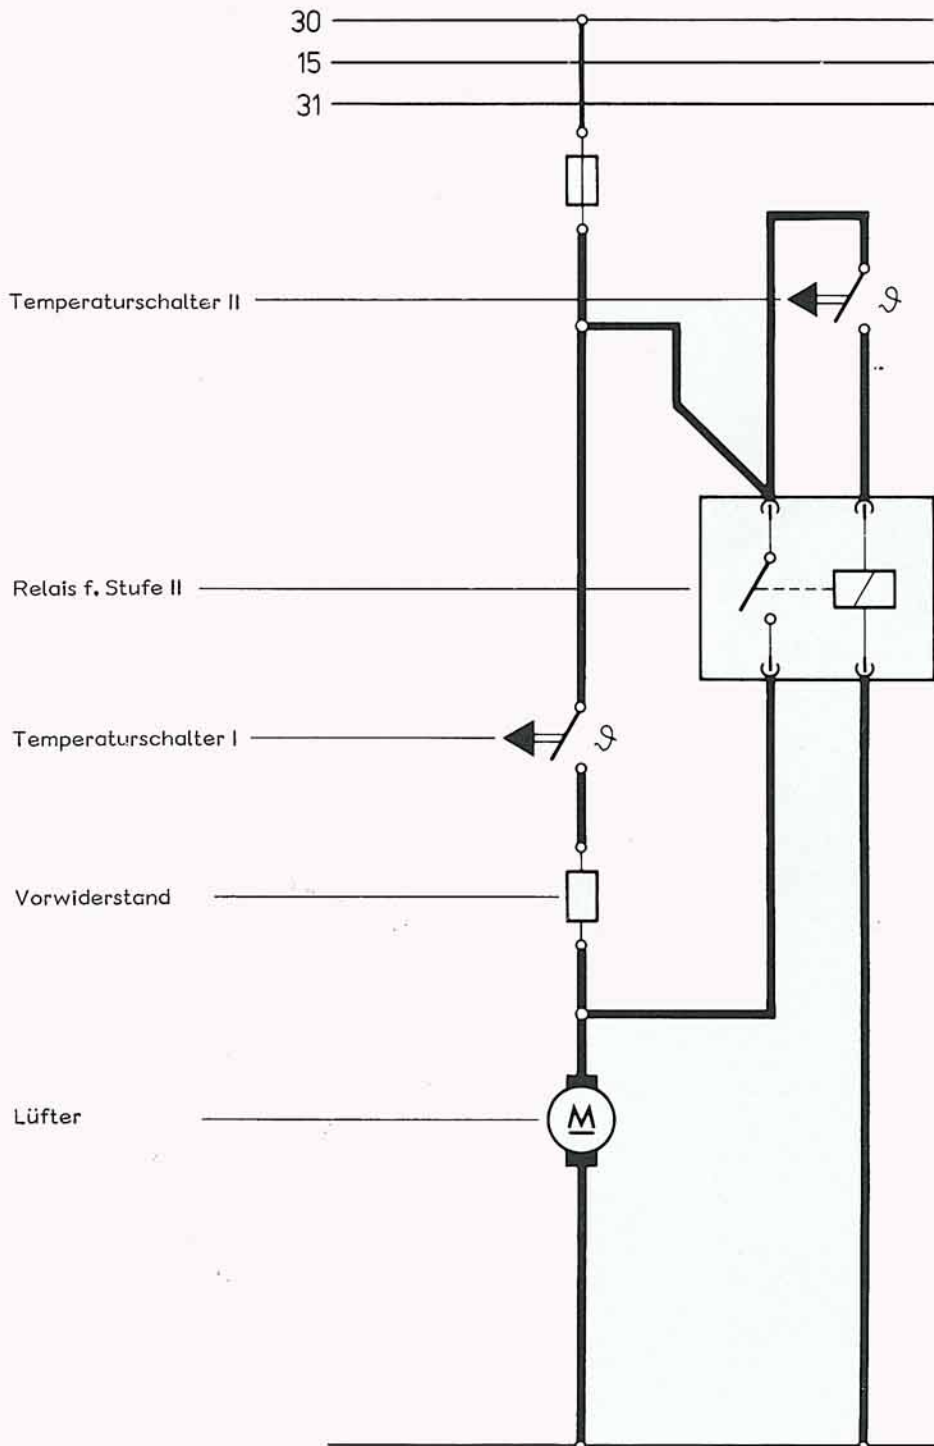 30
15
31
Temperaturschalter II
ϑ
Relais f. Stufe II
Temperaturschalter I
ϑ
Vorwiderstand
Lüfter
M